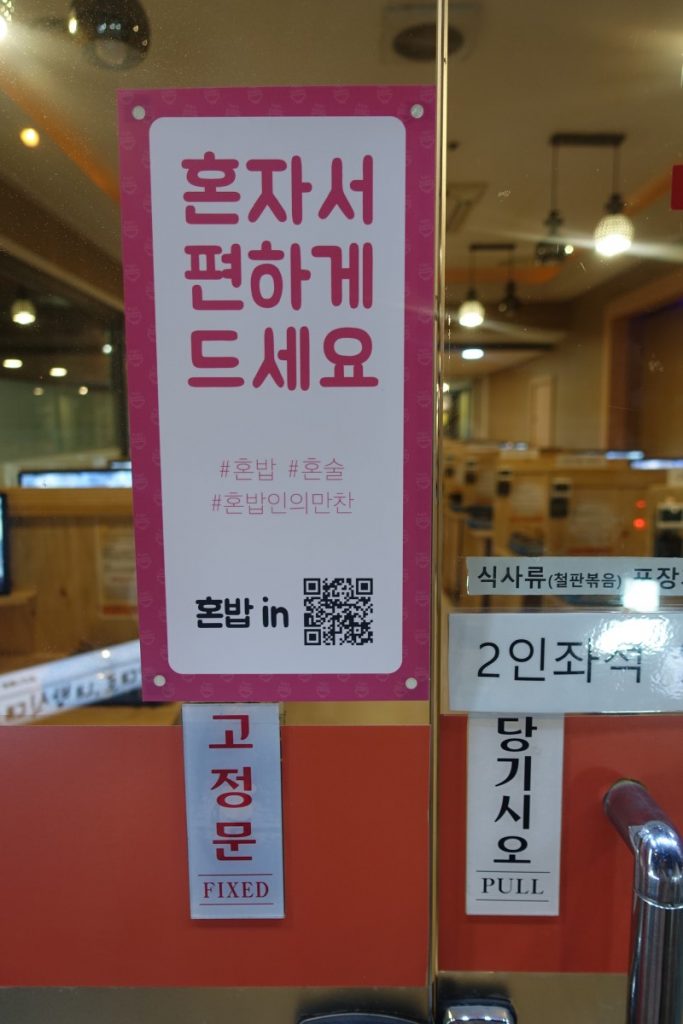 혼자서
편하게
드세요
#혼밥 #혼술
#혼밥인의만찬
혼밥 in
식사류(철판볶음) 포장
2인좌석
고정문
FIXED
당기시오
PULL